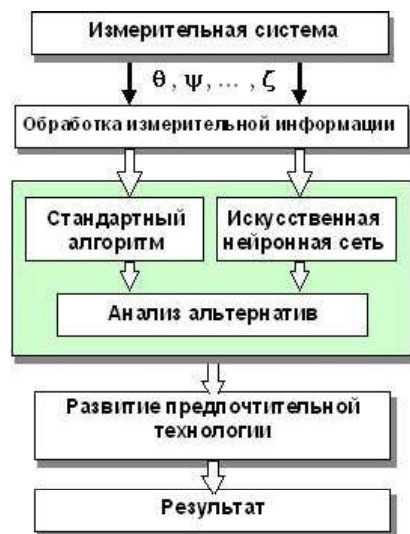 Измерительная система
θ , ψ, ... , ζ
Обработка измерительной информации
Стандартный
алгоритм
Искусственная
нейронная сеть
Анализ альтернатив
Развитие предпочтительной
технологии
Результат